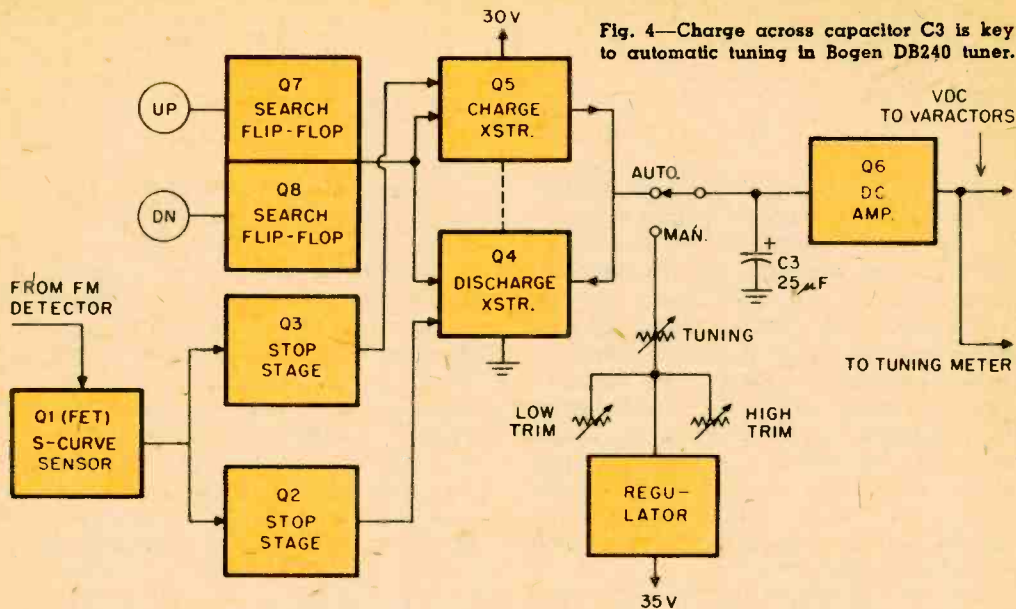 Fig. 4—Charge across capacitor C3 is key
to automatic tuning in Bogen DB240 tuner.
30 V
UP
Q7
SEARCH
FLIP-FLOP
DN
Q8
SEARCH
FLIP-FLOP
Q5
CHARGE
XSTR.
Q4
DISCHARGE
XSTR.
AUTO.
MAN.
+
C3
25μF
Q6
DC
AMP.
VDC
TO VARACTORS
TO TUNING METER
FROM FM
DETECTOR
Q1 (FET)
S-CURVE
SENSOR
Q3
STOP
STAGE
Q2
STOP
STAGE
TUNING
LOW
TRIM
HIGH
TRIM
REGU-
LATOR
35 V